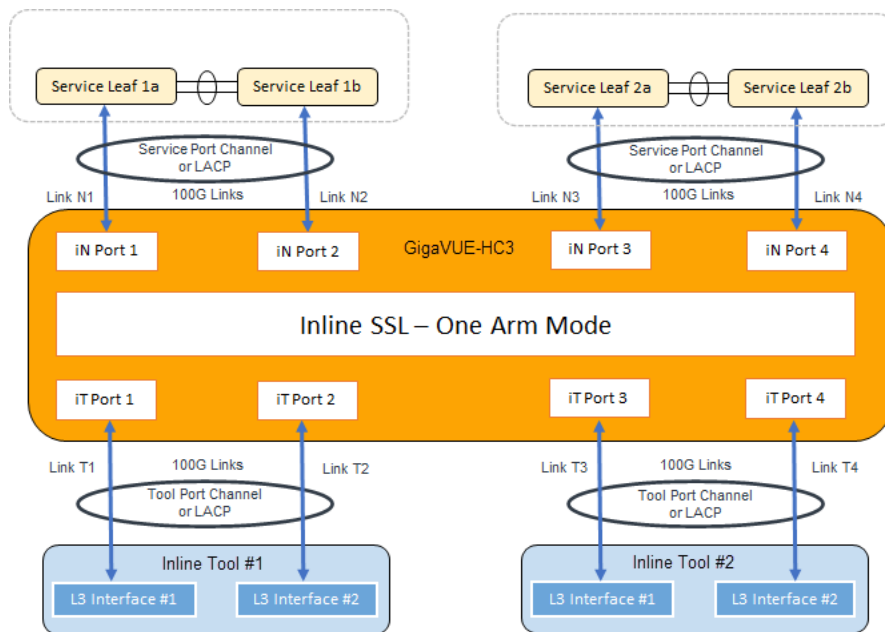 Service Leaf 1a
Service Leaf 1b
Service Leaf 2a
Service Leaf 2b
Service Port Channel
or LACP
Service Port Channel
or LACP
Link N1
100G Links
Link N2
Link N3
100G Links
Link N4
iN Port 1
iN Port 2
GigaVUE-HC3
iN Port 3
iN Port 4
Inline SSL – One Arm Mode
iT Port 1
iT Port 2
iT Port 3
iT Port 4
Link T1
100G Links
Link T2
Link T3
100G Links
Link T4
Tool Port Channel
or LACP
Tool Port Channel
or LACP
Inline Tool #1
Inline Tool #2
L3 Interface #1
L3 Interface #2
L3 Interface #1
L3 Interface #2